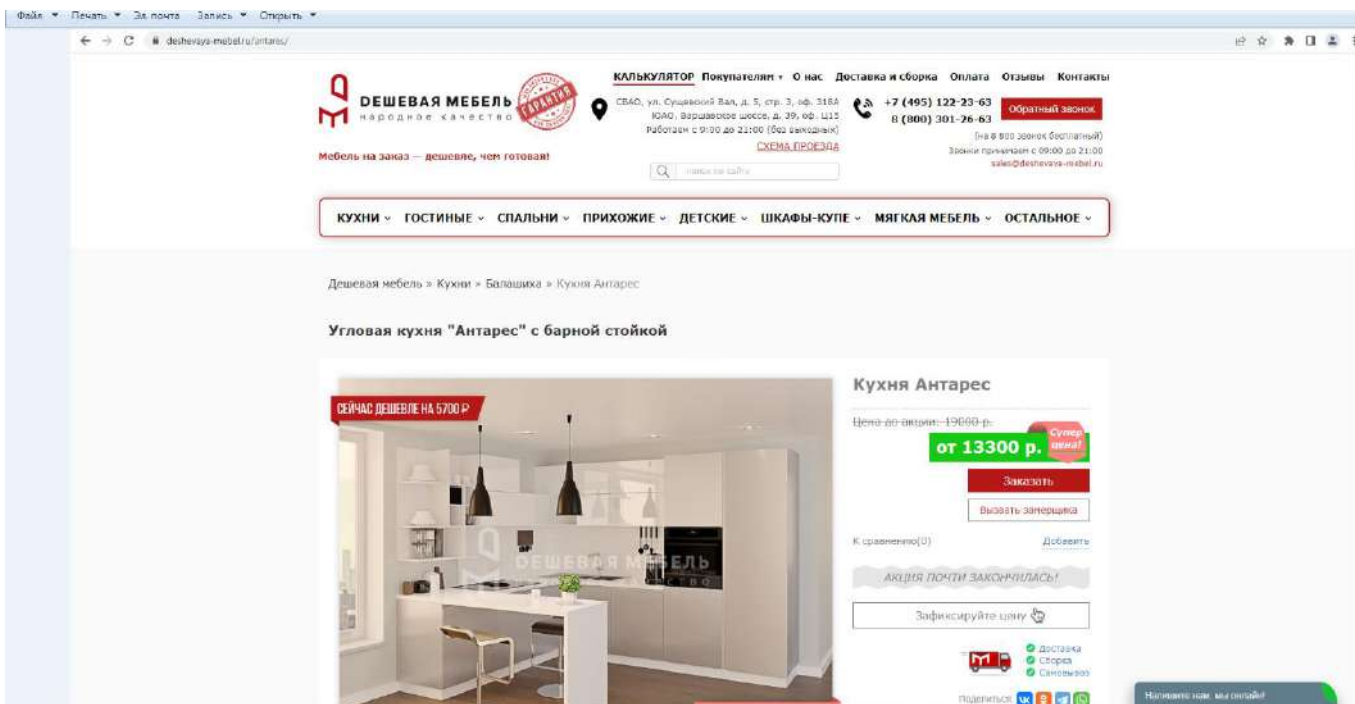 Файл Печать Эл. почта Запись Открыть
deshevaya-mebel.ru/antares/
КАЛЬКУЛЯТОР Покупателям О нас Доставка и сборка Оплата Отзывы Контакты
DЕШЕВАЯ МЕБЕЛЬ
народное качество
ГАРАНТИЯ
Мебель на заказ — дешевле, чем готовая!
СВАО, ул. Сущевский Вал, д. 5, стр. 3, оф. 318А
ЮАО, Варшавское шоссе, д. 39, оф. Ц15
Работаем с 9:00 до 21:00 (без выходных)
СХЕМА ПРОЕЗДА
поиск по сайту
+7 (495) 122-23-63
8 (800) 301-26-63
Обратный звонок
(на 8 800 звонок бесплатный)
Звонки принимаем с 09:00 до 21:00
sales@deshevaya-mebel.ru
КУХНИ ГОСТИНЫЕ СПАЛЬНИ ПРИХОЖИЕ ДЕТСКИЕ ШКАФЫ-КУПЕ МЯГКАЯ МЕБЕЛЬ ОСТАЛЬНОЕ
Дешевая мебель » Кухни » Балашиха » Кухня Антарес
Угловая кухня "Антарес" с барной стойкой
СЕЙЧАС ДЕШЕВЛЕ НА 5700 ₽
DЕШЕВАЯ МЕБЕЛЬ
Кухня Антарес
Цена до акции: 19000 р.
от 13300 р.
Супер
цена!
Заказать
Вызвать замерщика
К сравнению(0) Добавить
АКЦИЯ ПОЧТИ ЗАКОНЧИЛАСЬ!
Зафиксируйте цену
Доставка
Сборка
Самовывоз
Поделиться
Напишите нам, мы онлайн!